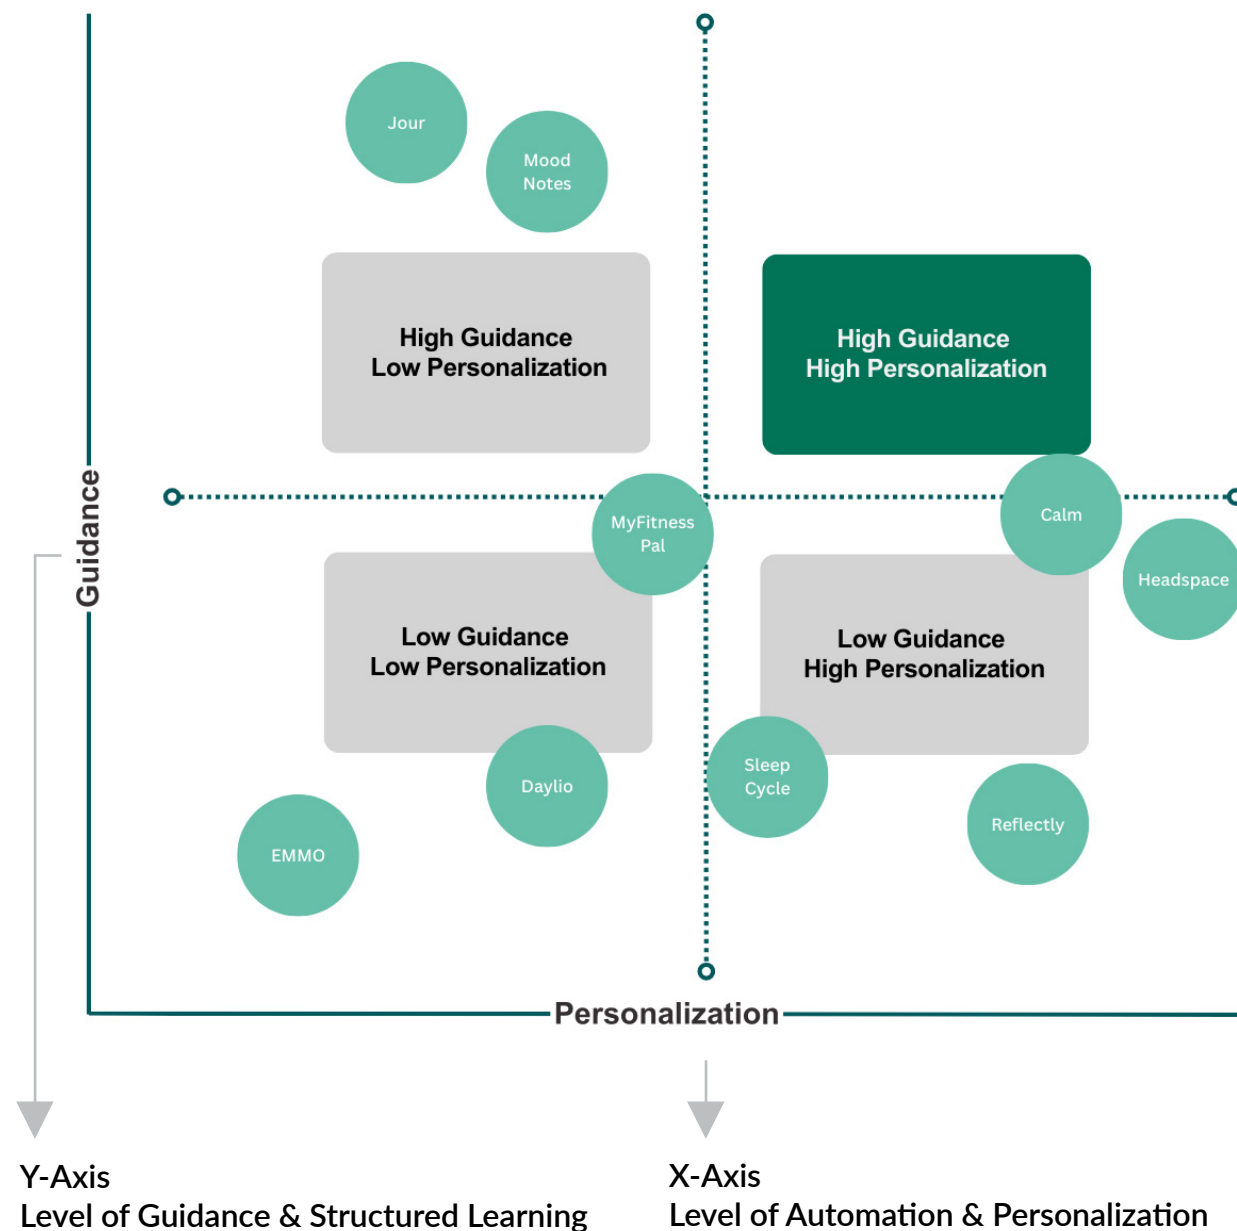 Jour
Mood
Notes
High Guidance
Low Personalization
High Guidance
High Personalization
Guidance
MyFitness
Pal
Calm
Headspace
Low Guidance
Low Personalization
Low Guidance
High Personalization
Daylio
Sleep
Cycle
Reflectly
EMMO
Personalization
Y-Axis
Level of Guidance & Structured Learning
X-Axis
Level of Automation & Personalization